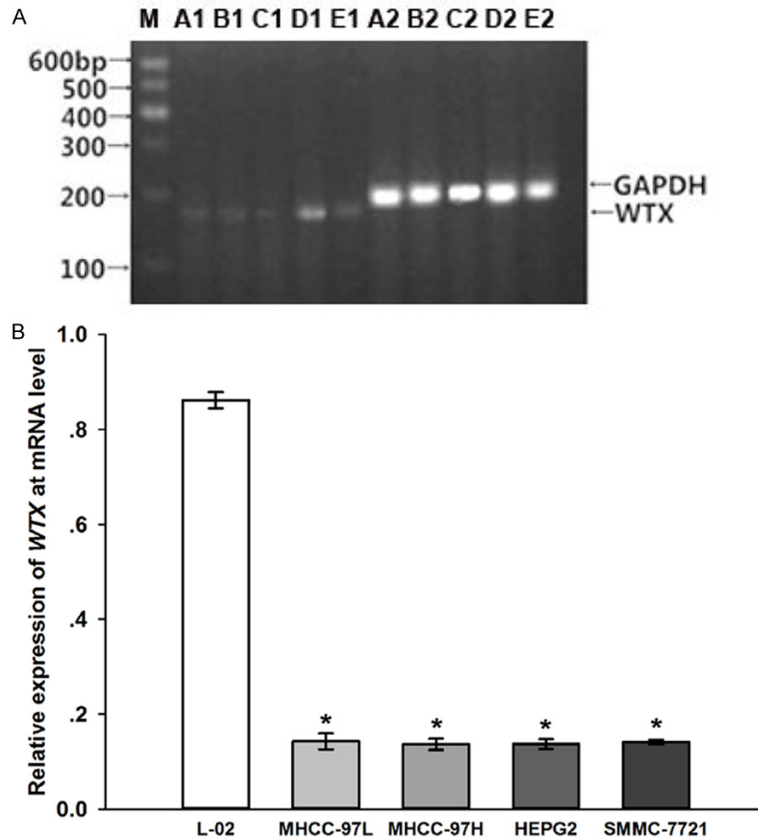 A
M A1 B1 C1 D1 E1 A2 B2 C2 D2 E2
600bp
500
400
300
200
100
GAPDH
WTX
B
Relative expression of WTX at mRNA level
1.0
.8
.6
.4
.2
0.0
* * * *
L-02 MHCC-97L MHCC-97H HEPG2 SMMC-7721